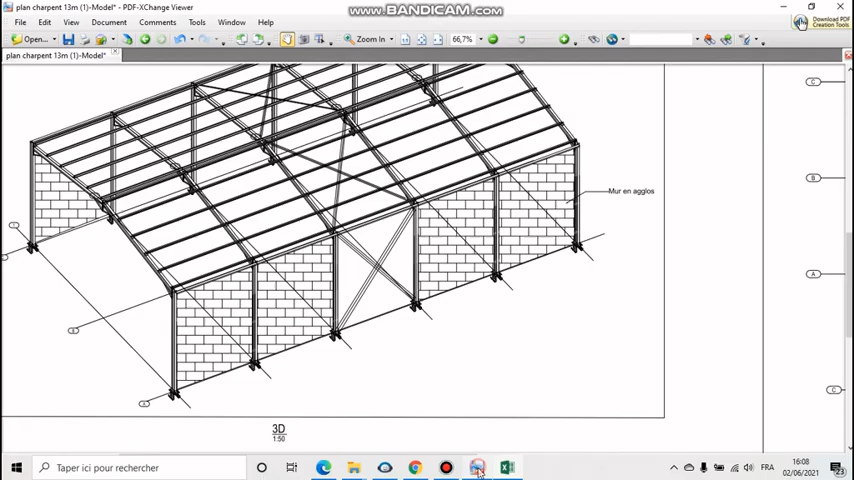 plan charpent 13m (1)-Model* - PDF-XChange Viewer
WWW.BANDICAM.COM
File Edit View Document Comments Tools Window Help
Download PDF
Creation Tools
Open... Zoom In 66,7%
plan charpent 13m (1)-Model*
C
B
Mur en agglos
A
B
A
C
3D
1:50
Taper ici pour rechercher
FRA
16:08
02/06/2021
23